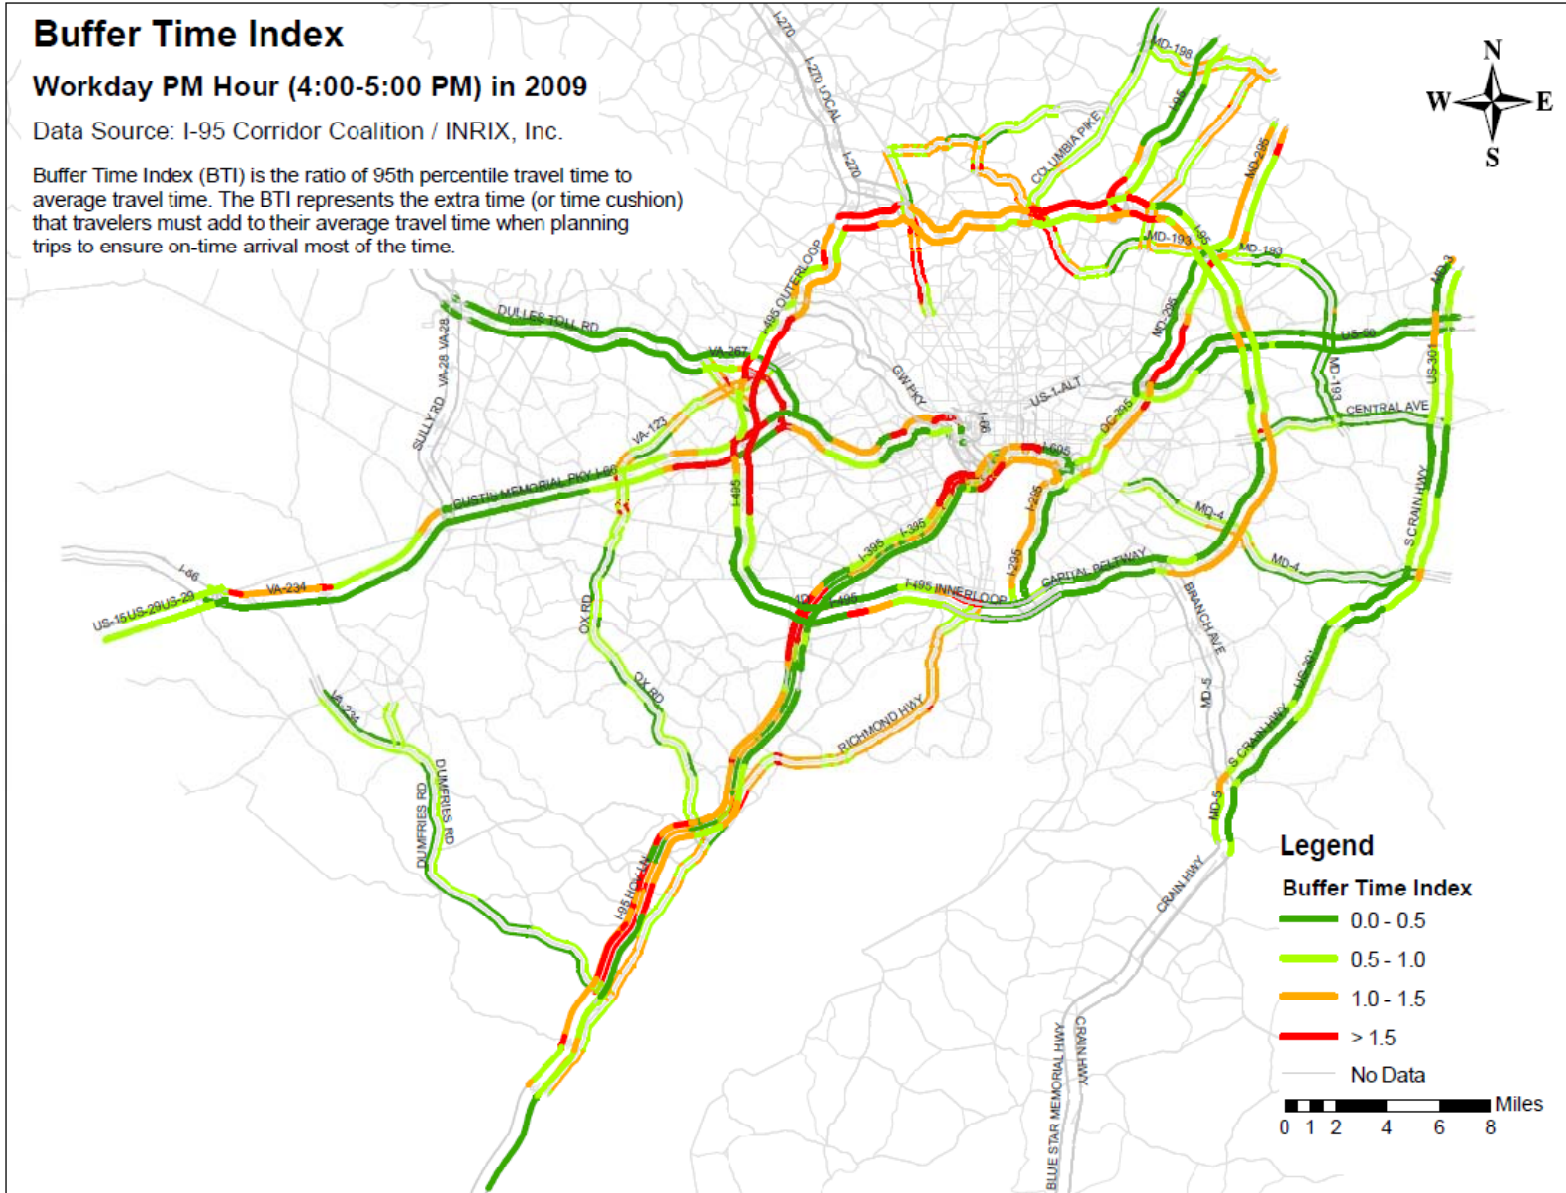 Buffer Time Index
Workday PM Hour (4:00-5:00 PM) in 2009
Data Source: I-95 Corridor Coalition / INRIX, Inc.
Buffer Time Index (BTI) is the ratio of 95th percentile travel time to
average travel time. The BTI represents the extra time (or time cushion)
that travelers must add to their average travel time when planning
trips to ensure on-time arrival most of the time.
N
W E
S
I-270
I-270 LOCAL
I-270
MD-198
I-95
COLUMBIA PIKE
MD-295
MD-193
I-95
MD-193
MD-3
I-495 OUTERLOOP
DULLES TOLL RD
VA-267
VA-28 VA-28
SULLY RD
GW PKY
US-1-ALT
MD-295
US-50
US-301
MD-193
CENTRAL AVE
VA-123
I-66
I-695
DC-295
CUSTIS MEMORIAL PKY I-66
I-495
I-295
I-395
I-395
MD-4
S CRAIN HWY
MD-4
I-295
CAPITAL BELTWAY
I-66
VA-234
US-15 US-29 US-29
I-495 INNERLOOP
I-495
OX RD
BRANCH AVE
OX RD
VA-234
MD-5
US-301
RICHMOND HWY
S CRAIN HWY
DUMFRIES RD
DUMFRIES RD
MD-5
I-95 HOV LN
CRAIN HWY
BLUE STAR MEMORIAL HWY
CRAIN HWY
Legend
Buffer Time Index
0.0 - 0.5
0.5 - 1.0
1.0 - 1.5
> 1.5
No Data
Miles
0 1 2 4 6 8